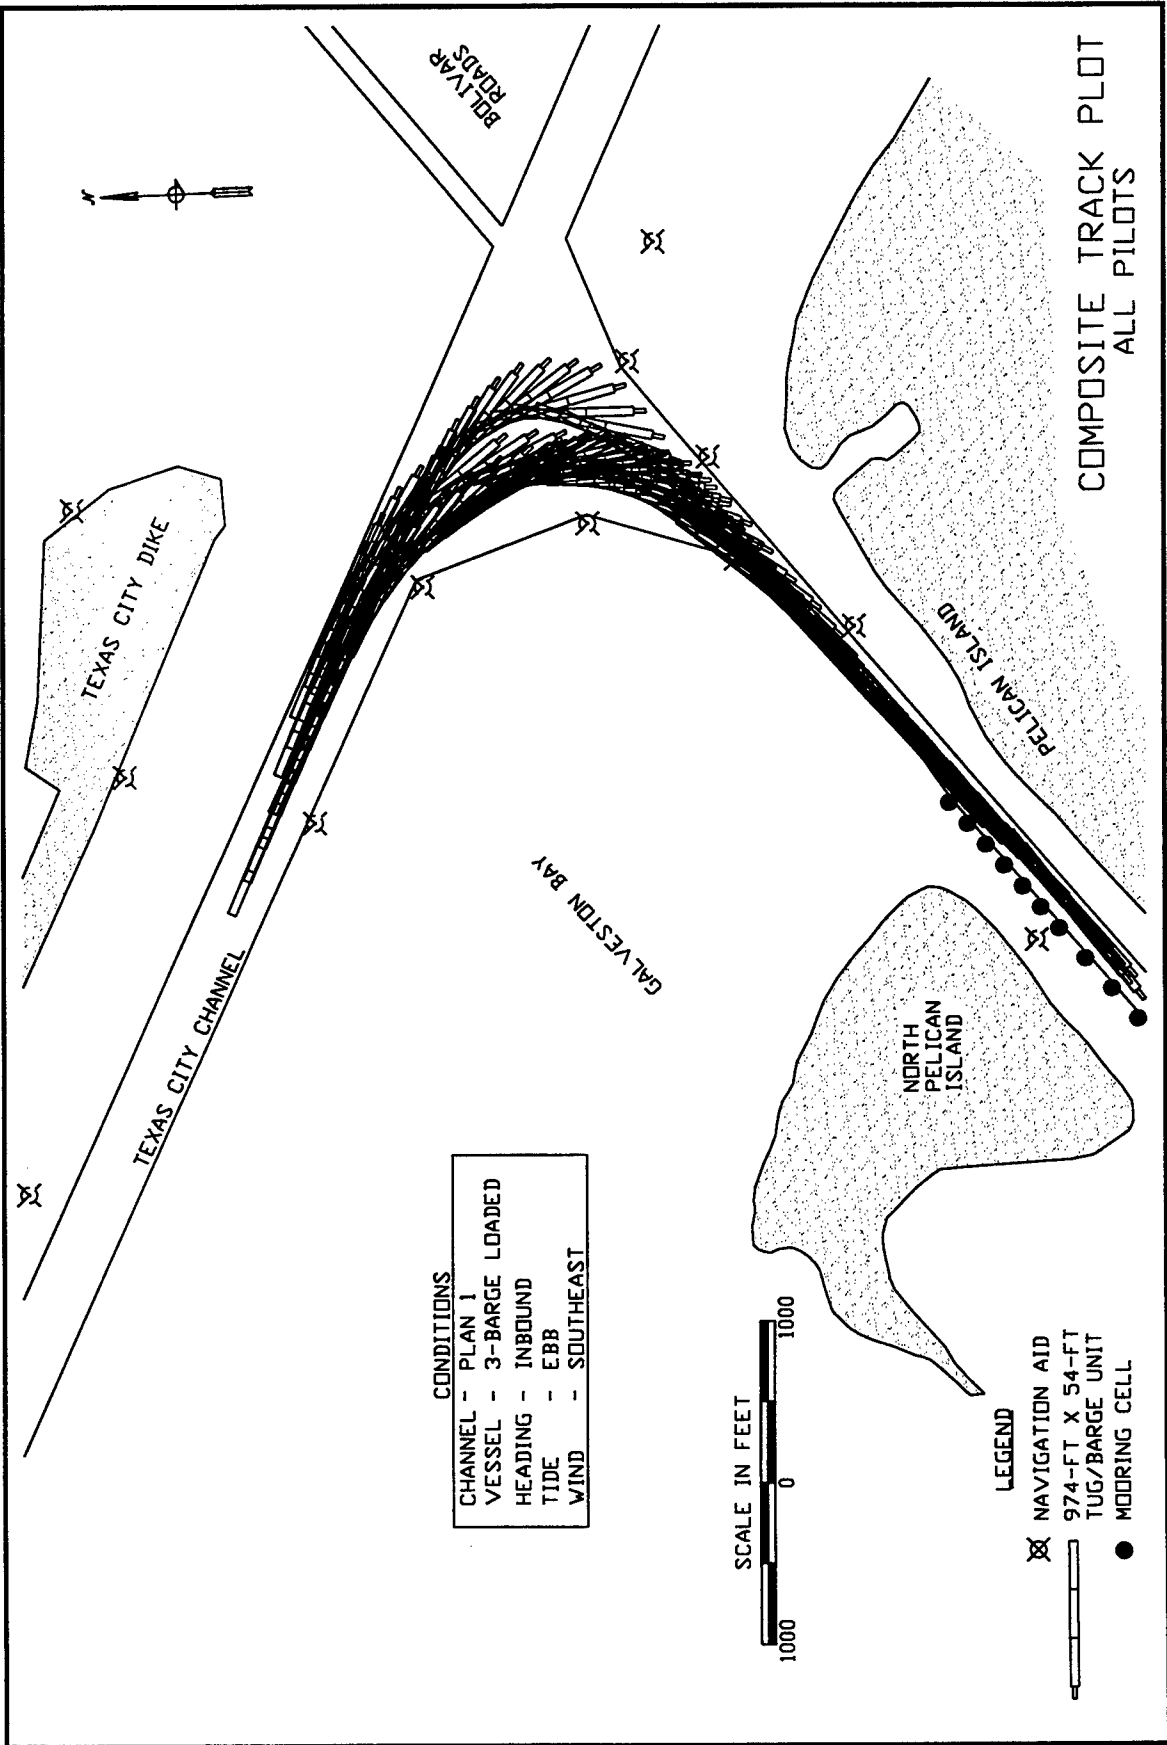 N
BOLIVAR
ROADS
TEXAS CITY DIKE
TEXAS CITY CHANNEL
GALVESTON BAY
PELICAN ISLAND
NORTH
PELICAN
ISLAND
CONDITIONS
CHANNEL - PLAN 1
VESSEL - 3-BARGE LOADED
HEADING - INBOUND
TIDE - EBB
WIND - SOUTHEAST
SCALE IN FEET
1000 0 1000
LEGEND
NAVIGATION AID
974-FT X 54-FT
TUG/BARGE UNIT
MOORING CELL
COMPOSITE TRACK PLOT
ALL PILOTS